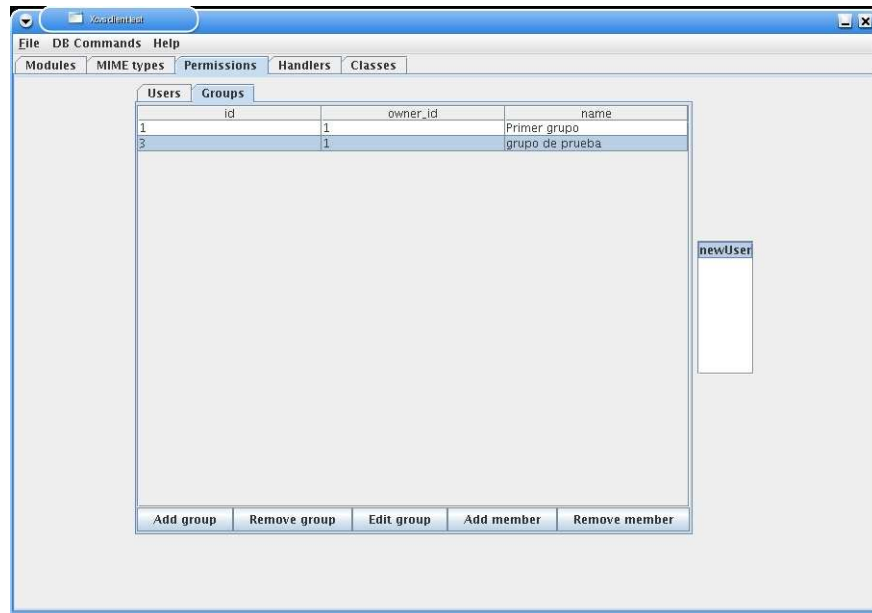 File DB Commands Help
Modules MIME types Permissions Handlers Classes
Users Groups
id owner_id name
1 1 Primer grupo
3 1 grupo de prueba
newUser
Add group Remove group Edit group Add member Remove member